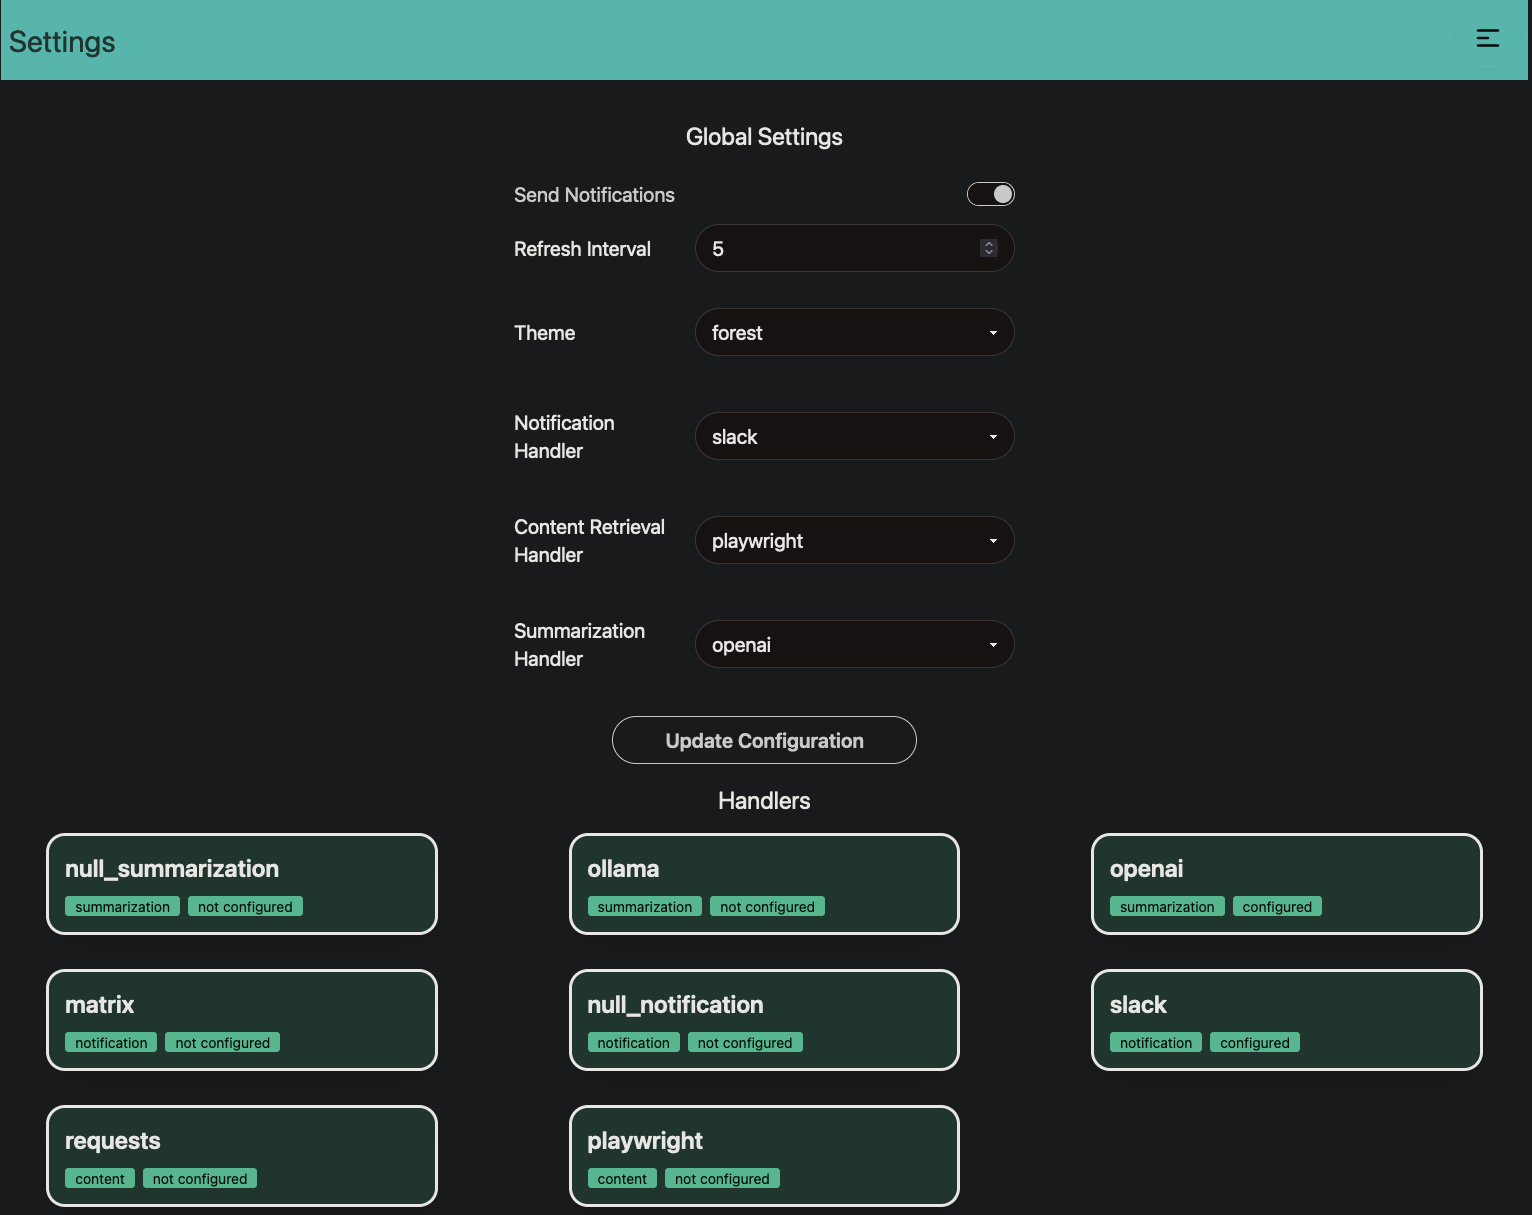 Settings
Global Settings
Send Notifications
Refresh Interval
5
Theme
forest
Notification
Handler
slack
Content Retrieval
Handler
playwright
Summarization
Handler
openai
Update Configuration
Handlers
null_summarization
summarization not configured
ollama
summarization not configured
openai
summarization configured
matrix
notification not configured
null_notification
notification not configured
slack
notification configured
requests
content not configured
playwright
content not configured